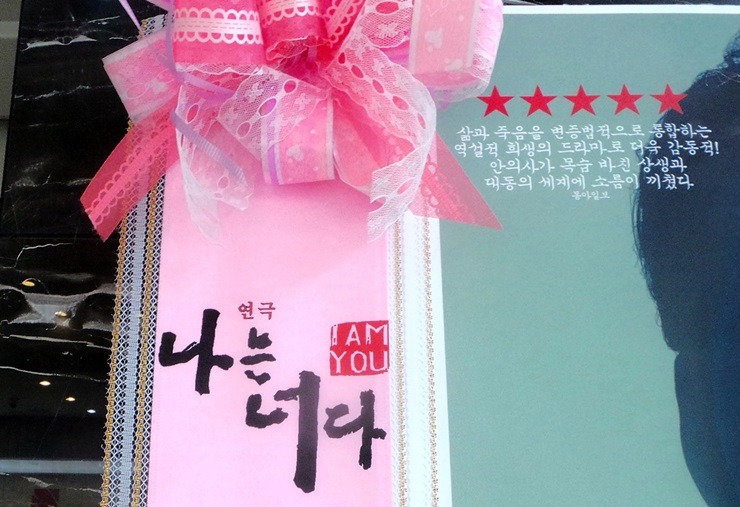 ★★★★★
삶과 죽음을 변증법적으로 통합하는
역설적 희생의 드라마로 더욱 감동적!
안의사가 목숨 바친 상생과
대동의 세계에 소름이 끼쳤다
동아일보
연극
나는
너다
I AM
YOU